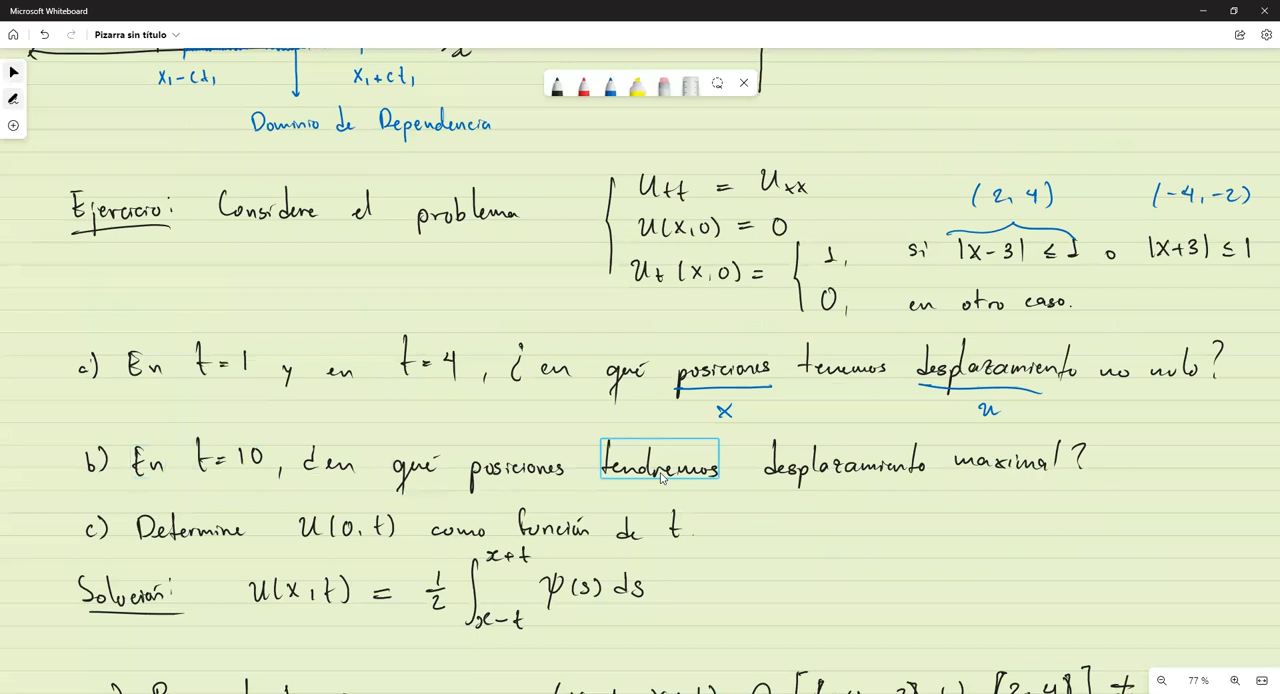 Microsoft Whiteboard
Pizarra sin título
x₁-ct₁ x₁+ct₁
Dominio de Dependencia
Ejercicio: Considere el problema
U_tt = U_xx
U(x,0) = 0
U_t(x,0) = { 1, si |x-3| ≤ 1 o |x+3| ≤ 1
(2,4) (-4,-2)
0, en otro caso.
a) En t=1 y en t=4, ¿en qué posiciones tenemos desplazamiento no nulo?
x u
b) En t=10, ¿en qué posiciones tendremos desplazamiento maximal?
c) Determine U(0,t) como función de t.
Solución: U(x,t) = 1/2 ∫_{x-t}^{x+t} ψ(s) ds
77 %